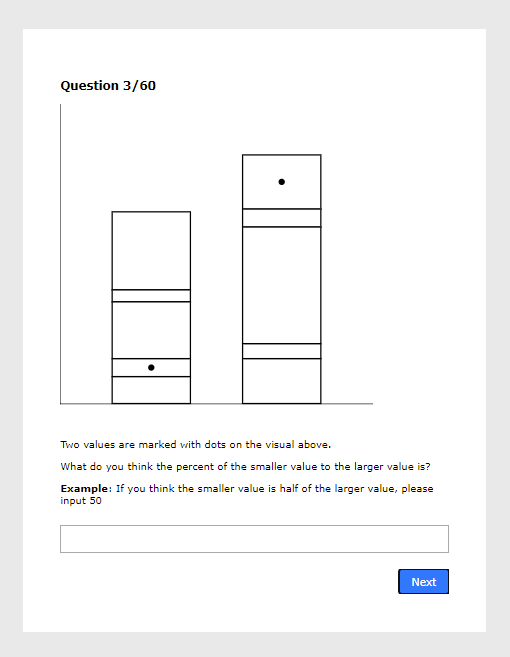 Question 3/60
Two values are marked with dots on the visual above.
What do you think the percent of the smaller value to the larger value is?
Example: If you think the smaller value is half of the larger value, please
input 50
Next